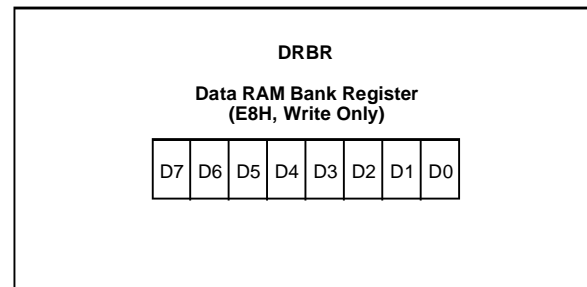 DRBR
Data RAM Bank Register
(E8H, Write Only)
D7 D6 D5 D4 D3 D2 D1 D0